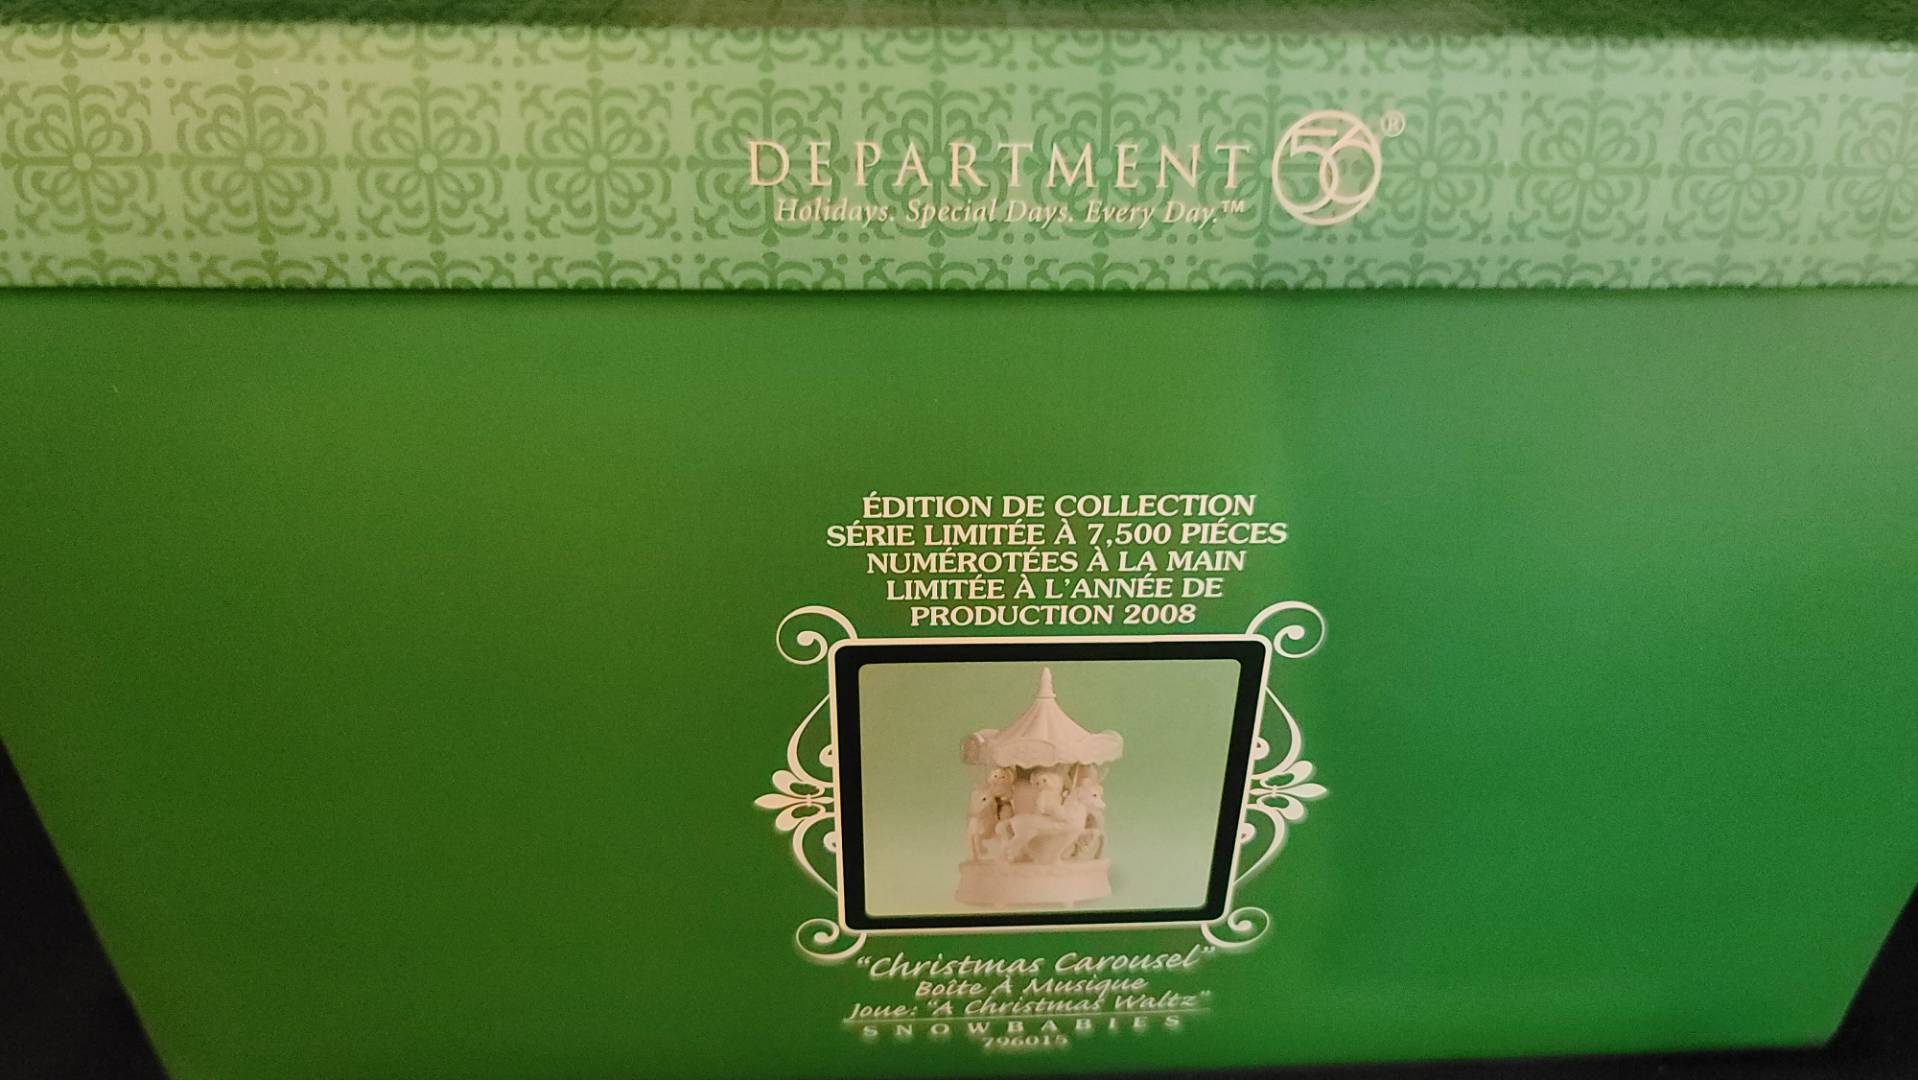 DEPARTMENT 56®
Holidays. Special Days. Every Day.™
ÉDITION DE COLLECTION
SÉRIE LIMITÉE À 7,500 PIÉCES
NUMÉROTÉES À LA MAIN
LIMITÉE À L'ANNÉE DE
PRODUCTION 2008
"Christmas Carousel"
Boîte À Musique
Joue: "A Christmas Waltz"
SNOWBABIES
796015